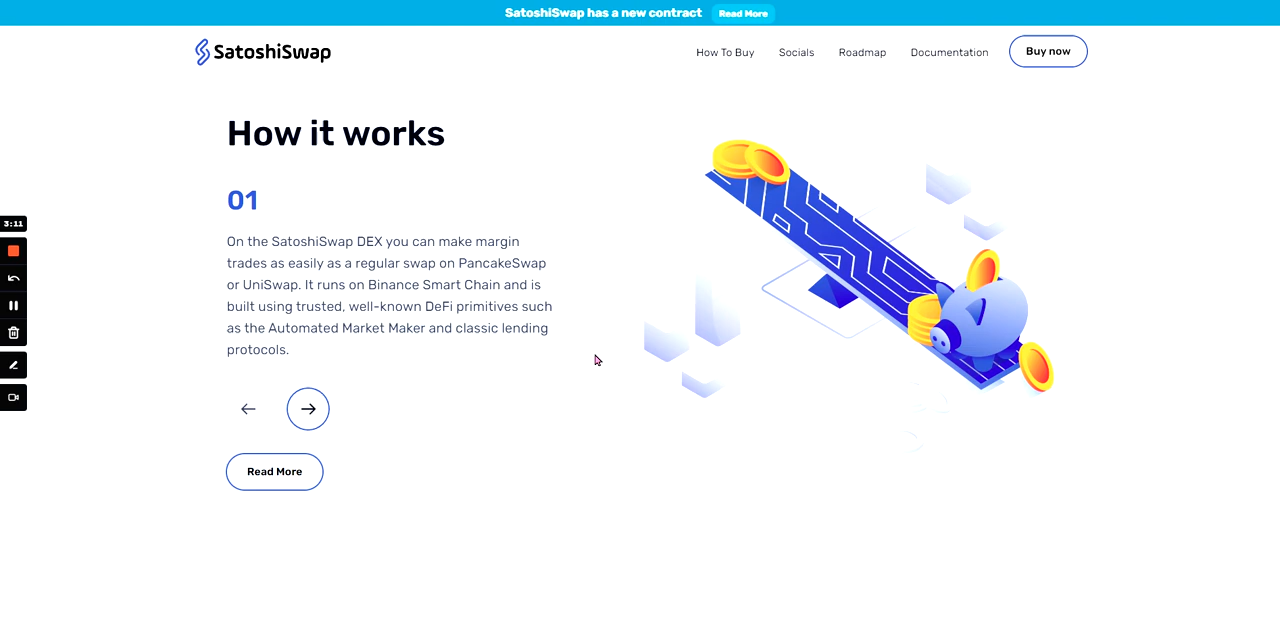 SatoshiSwap has a new contract Read More
SatoshiSwap How To Buy Socials Roadmap Documentation Buy now
How it works
01
On the SatoshiSwap DEX you can make margin
trades as easily as a regular swap on PancakeSwap
or UniSwap. It runs on Binance Smart Chain and is
built using trusted, well-known DeFi primitives such
as the Automated Market Maker and classic lending
protocols.
Read More
3:11